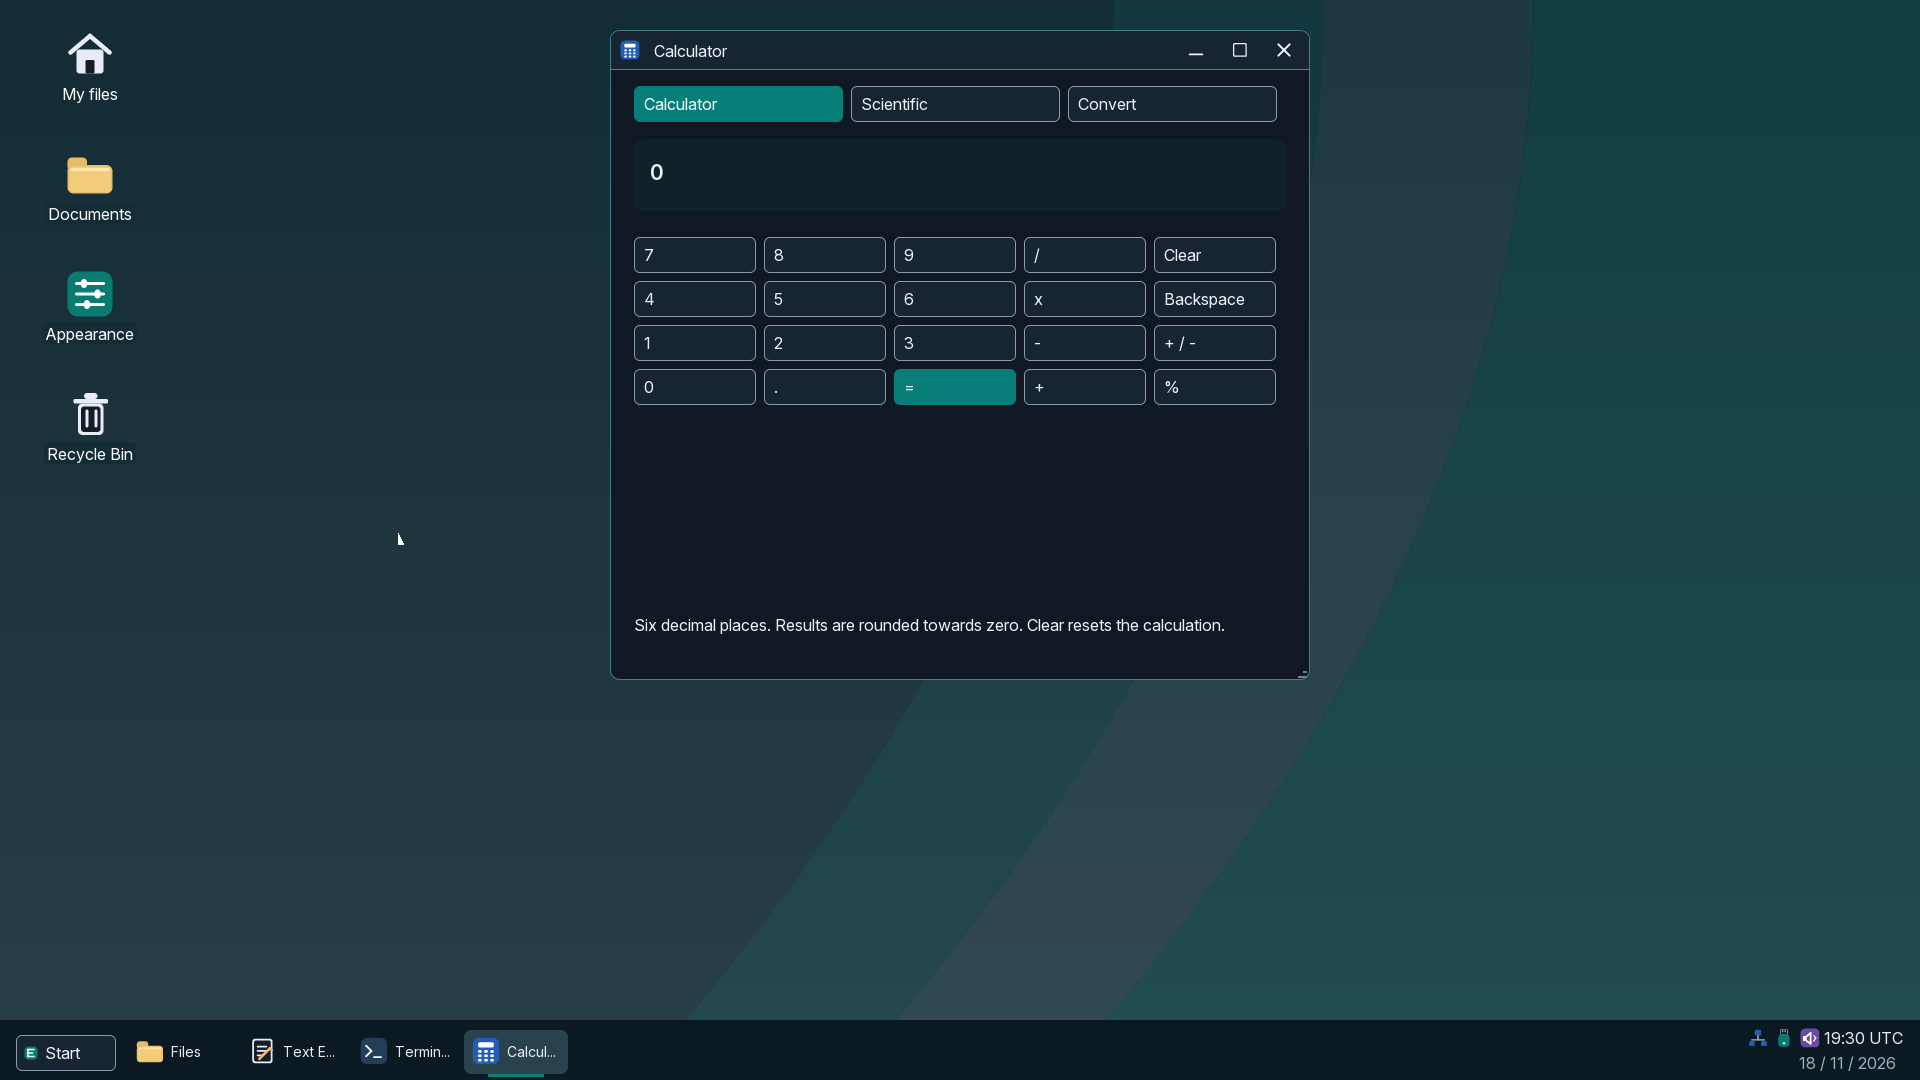 My files
Documents
Appearance
Recycle Bin
Calculator
Calculator Scientific Convert
0
7 8 9 / Clear
4 5 6 x Backspace
1 2 3 - + / -
0 . = + %
Six decimal places. Results are rounded towards zero. Clear resets the calculation.
Start Files Text E... Termin... Calcul... 19:30 UTC
18 / 11 / 2026